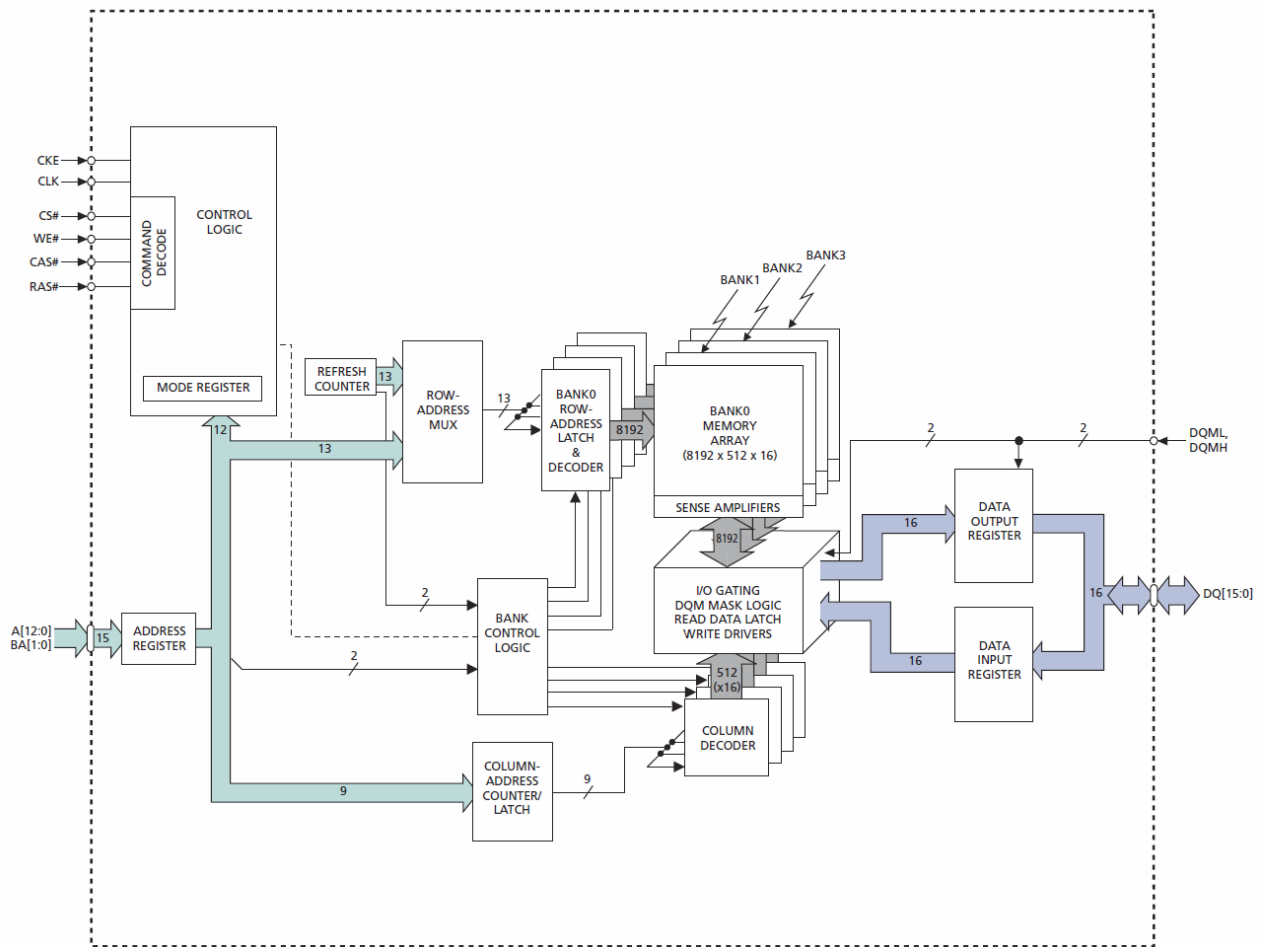 CKE
CLK
CS#
WE#
CAS#
RAS#
COMMAND
DECODE
CONTROL
LOGIC
MODE REGISTER
12
REFRESH
COUNTER
13
13
ROW-
ADDRESS
MUX
13
BANK0
ROW-
ADDRESS
LATCH
&
DECODER
8192
BANK1
BANK2
BANK3
BANK0
MEMORY
ARRAY
(8192 x 512 x 16)
SENSE AMPLIFIERS
8192
I/O GATING
DQM MASK LOGIC
READ DATA LATCH
WRITE DRIVERS
512
(x16)
COLUMN
DECODER
2
2
DQML,
DQMH
16
DATA
OUTPUT
REGISTER
16
DQ[15:0]
16
DATA
INPUT
REGISTER
A[12:0]
BA[1:0]
15
ADDRESS
REGISTER
2
2
BANK
CONTROL
LOGIC
9
COLUMN-
ADDRESS
COUNTER/
LATCH
9